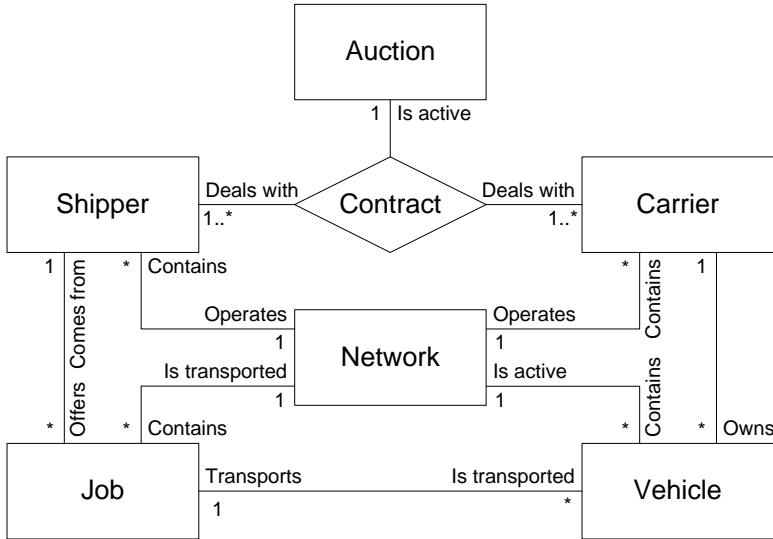 Auction
1 Is active
Shipper
Deals with
1..*
Contract
Deals with
1..*
Carrier
1
Comes from
* Contains
* Contains
1
Operates
1
Network
Operates
1
Is transported
1
Is active
1
Offers
*
* Contains
* Contains
* Owns
Job
Transports
1
Is transported
*
Vehicle